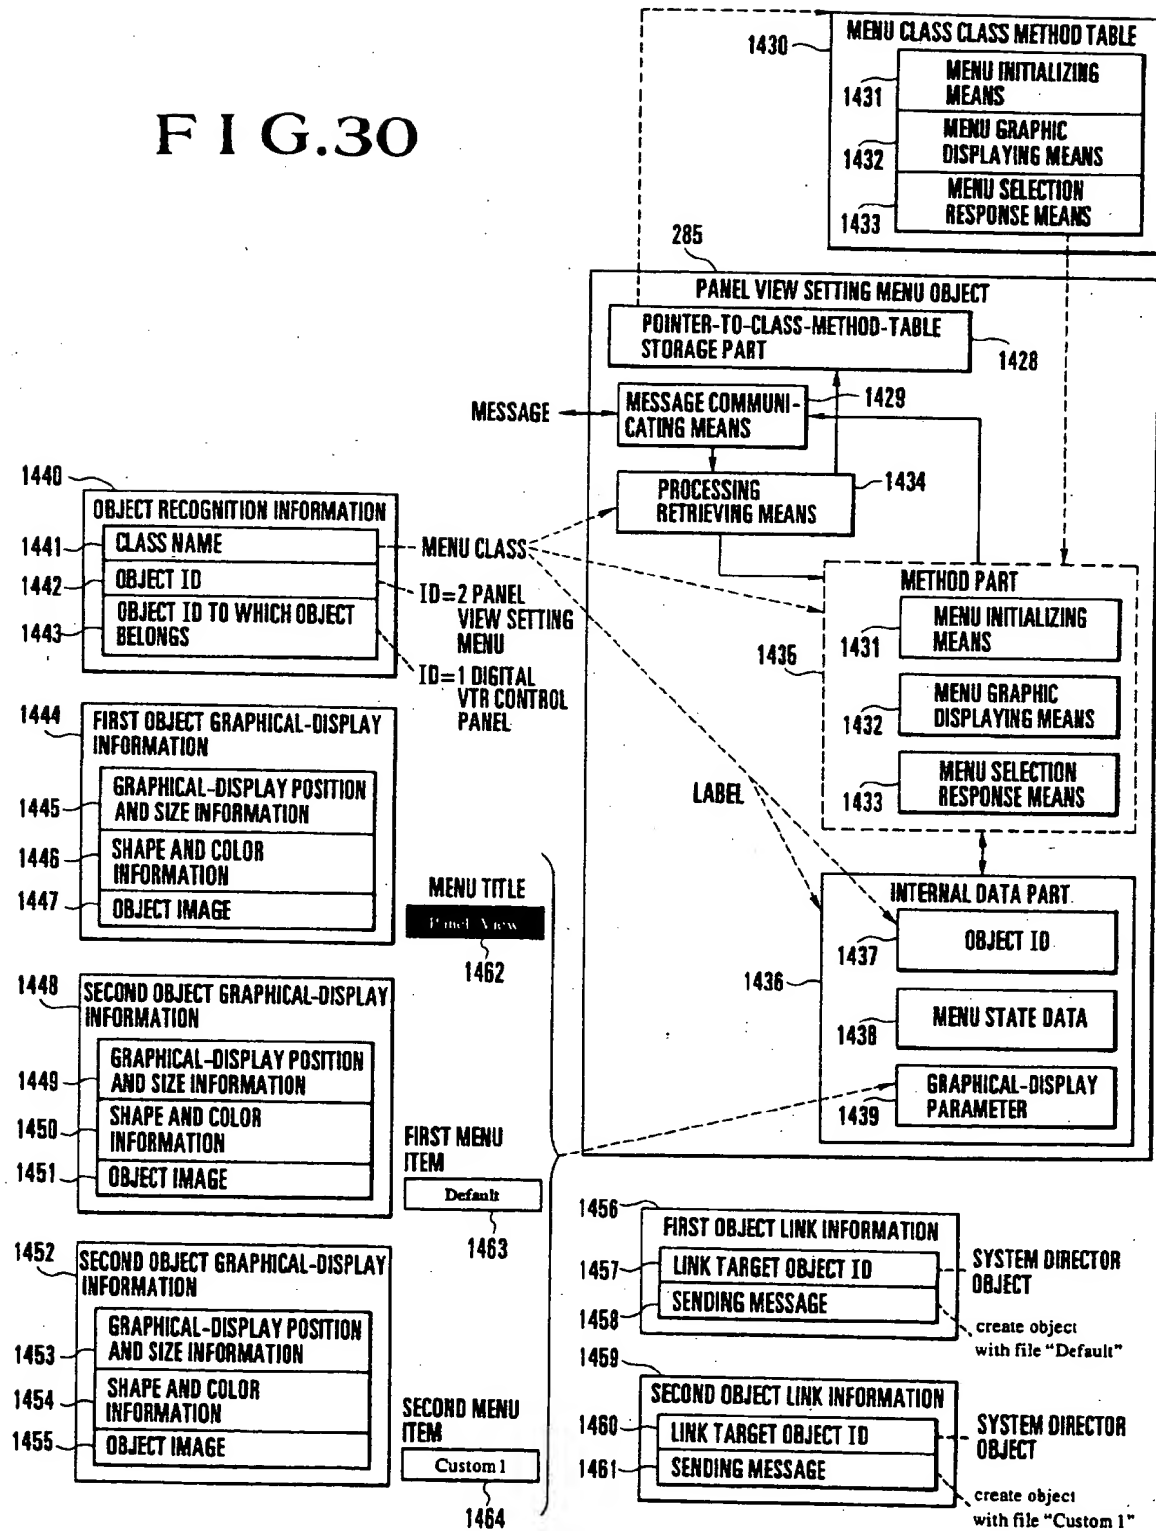 FIG.30
1430
MENU CLASS CLASS METHOD TABLE
1431
MENU INITIALIZING
MEANS
1432
MENU GRAPHIC
DISPLAYING MEANS
1433
MENU SELECTION
RESPONSE MEANS
285
PANEL VIEW SETTING MENU OBJECT
POINTER-TO-CLASS-METHOD-TABLE
STORAGE PART
1428
MESSAGE
MESSAGE COMMUNI-
CATING MEANS
1429
PROCESSING
RETRIEVING MEANS
1434
1435
METHOD PART
1431
MENU INITIALIZING
MEANS
1432
MENU GRAPHIC
DISPLAYING MEANS
1433
MENU SELECTION
RESPONSE MEANS
LABEL
1436
INTERNAL DATA PART
1437
OBJECT ID
1438
MENU STATE DATA
1439
GRAPHICAL-DISPLAY
PARAMETER
1440
OBJECT RECOGNITION INFORMATION
1441
CLASS NAME
MENU CLASS
1442
OBJECT ID
ID=2 PANEL
VIEW SETTING
MENU
1443
OBJECT ID TO WHICH OBJECT
BELONGS
ID=1 DIGITAL
VTR CONTROL
PANEL
1444
FIRST OBJECT GRAPHICAL-DISPLAY
INFORMATION
1445
GRAPHICAL-DISPLAY POSITION
AND SIZE INFORMATION
1446
SHAPE AND COLOR
INFORMATION
1447
OBJECT IMAGE
MENU TITLE
Panel View
1462
1448
SECOND OBJECT GRAPHICAL-DISPLAY
INFORMATION
1449
GRAPHICAL-DISPLAY POSITION
AND SIZE INFORMATION
1450
SHAPE AND COLOR
INFORMATION
1451
OBJECT IMAGE
FIRST MENU
ITEM
Default
1463
1452
SECOND OBJECT GRAPHICAL-DISPLAY
INFORMATION
1453
GRAPHICAL-DISPLAY POSITION
AND SIZE INFORMATION
1454
SHAPE AND COLOR
INFORMATION
1455
OBJECT IMAGE
SECOND MENU
ITEM
Custom 1
1464
1456
FIRST OBJECT LINK INFORMATION
1457
LINK TARGET OBJECT ID
SYSTEM DIRECTOR
OBJECT
1458
SENDING MESSAGE
create object
with file "Default"
1459
SECOND OBJECT LINK INFORMATION
1460
LINK TARGET OBJECT ID
SYSTEM DIRECTOR
OBJECT
1461
SENDING MESSAGE
create object
with file "Custom 1"